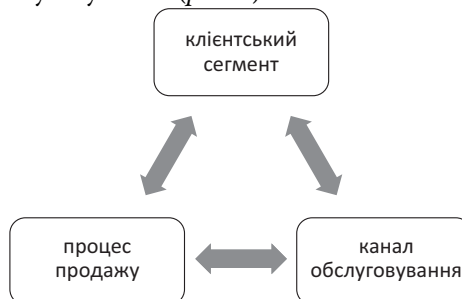 клієнтський
сегмент
процес
продажу
канал
обслуговування